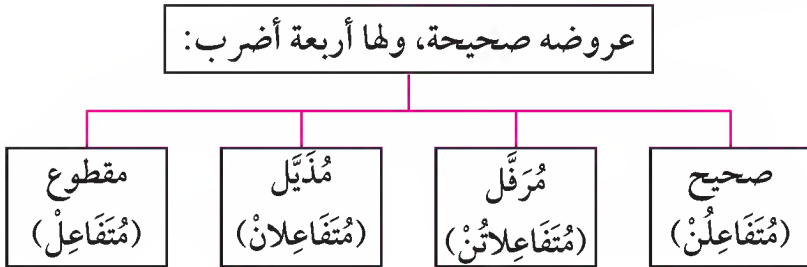 عروضه صحيحة، ولها أربعة أضرب:
صحيح
(مُتَفَاعِلُنْ)
مُرَفَّل
(مُتَفَاعِلاتُنْ)
مُذَيَّل
(مُتَفَاعِلانْ)
مقطوع
(مُتَفَاعِلْ)